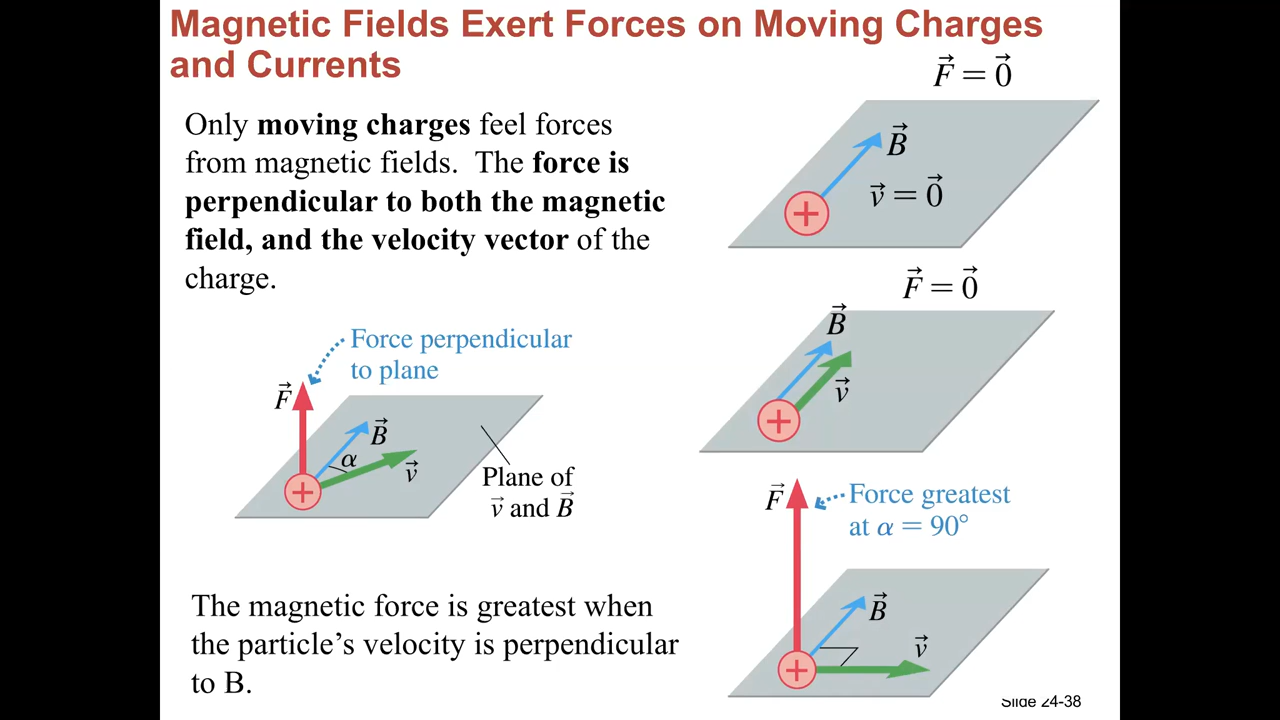 Magnetic Fields Exert Forces on Moving Charges
and Currents
Only moving charges feel forces
from magnetic fields.  The force is
perpendicular to both the magnetic
field, and the velocity vector of the
charge.
Force perpendicular
to plane
F⃗
B⃗
α
v⃗
Plane of
v⃗ and B⃗
The magnetic force is greatest when
the particle’s velocity is perpendicular
to B.
F⃗ = 0⃗
B⃗
v⃗ = 0⃗
F⃗ = 0⃗
B⃗
v⃗
F⃗
Force greatest
at α = 90°
B⃗
v⃗
Slide 24-38